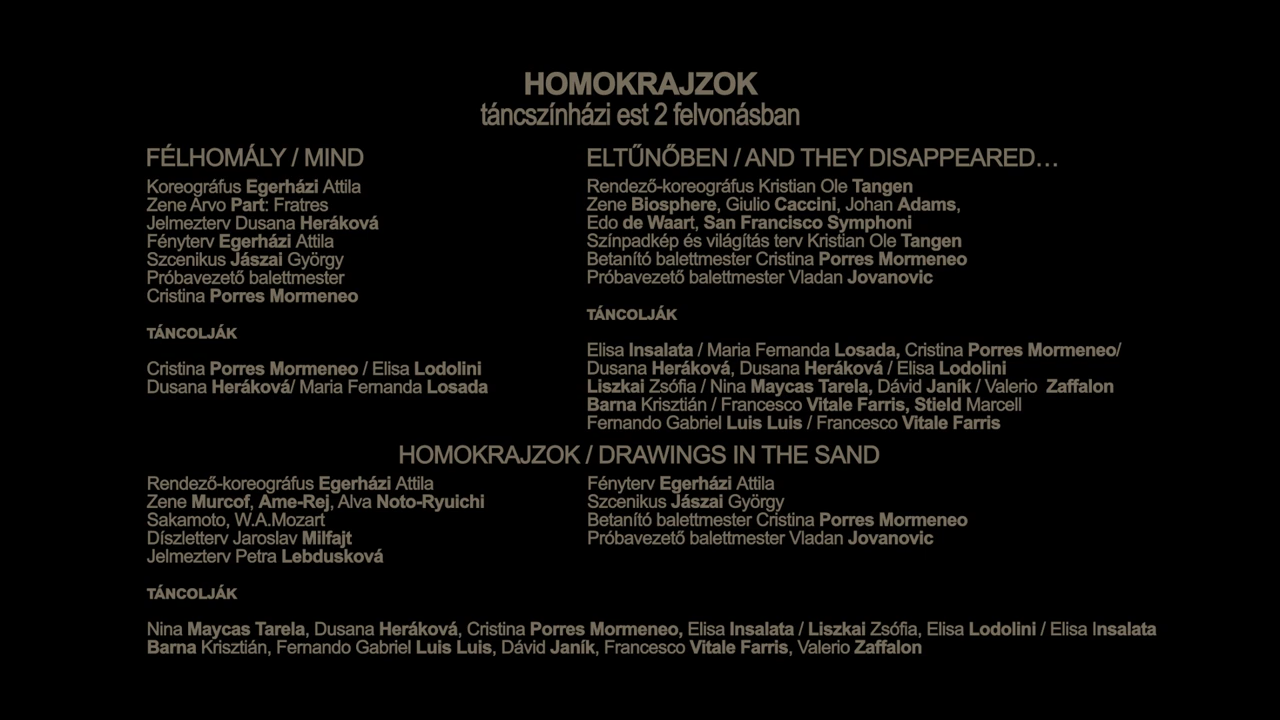 HOMOKRAJZOK
táncszínházi est 2 felvonásban
FÉLHOMÁLY / MIND
Koreográfus Egerházi Attila
Zene Arvo Part: Fratres
Jelmezterv Dusana Heráková
Fényterv Egerházi Attila
Szcenikus Jászai György
Próbavezető balettmester
Cristina Porres Mormeneo
TÁNCOLJÁK
Cristina Porres Mormeneo / Elisa Lodolini
Dusana Heráková/ Maria Fernanda Losada
ELTŰNŐBEN / AND THEY DISAPPEARED…
Rendező-koreográfus Kristian Ole Tangen
Zene Biosphere, Giulio Caccini, Johan Adams,
Edo de Waart, San Francisco Symphoni
Színpadkép és világítás terv Kristian Ole Tangen
Betanító balettmester Cristina Porres Mormeneo
Próbavezető balettmester Vladan Jovanovic
TÁNCOLJÁK
Elisa Insalata / Maria Fernanda Losada, Cristina Porres Mormeneo/
Dusana Heráková, Dusana Heráková / Elisa Lodolini
Liszkai Zsófia / Nina Maycas Tarela, Dávid Janík / Valerio Zaffalon
Barna Krisztián / Francesco Vitale Farris, Stield Marcell
Fernando Gabriel Luis Luis / Francesco Vitale Farris
HOMOKRAJZOK / DRAWINGS IN THE SAND
Rendező-koreográfus Egerházi Attila
Zene Murcof, Ame-Rej, Alva Noto-Ryuichi
Sakamoto, W.A.Mozart
Díszletterv Jaroslav Milfajt
Jelmezterv Petra Lebdusková
Fényterv Egerházi Attila
Szcenikus Jászai György
Betanító balettmester Cristina Porres Mormeneo
Próbavezető balettmester Vladan Jovanovic
TÁNCOLJÁK
Nina Maycas Tarela, Dusana Heráková, Cristina Porres Mormeneo, Elisa Insalata / Liszkai Zsófia, Elisa Lodolini / Elisa Insalata
Barna Krisztián, Fernando Gabriel Luis Luis, Dávid Janík, Francesco Vitale Farris, Valerio Zaffalon